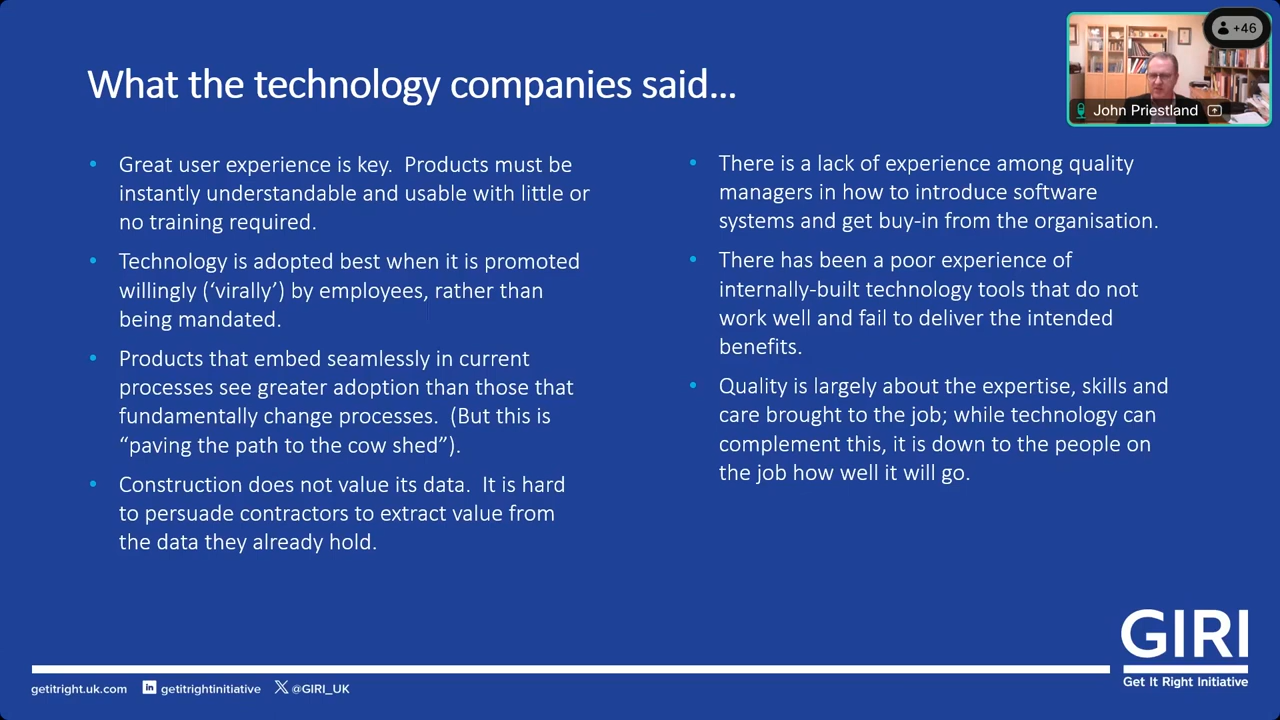 What the technology companies said...
+46
John Priestland
Great user experience is key.  Products must be
instantly understandable and usable with little or
no training required.
Technology is adopted best when it is promoted
willingly (‘virally’) by employees, rather than
being mandated.
Products that embed seamlessly in current
processes see greater adoption than those that
fundamentally change processes.  (But this is
“paving the path to the cow shed”).
Construction does not value its data.  It is hard
to persuade contractors to extract value from
the data they already hold.
There is a lack of experience among quality
managers in how to introduce software
systems and get buy-in from the organisation.
There has been a poor experience of
internally-built technology tools that do not
work well and fail to deliver the intended
benefits.
Quality is largely about the expertise, skills and
care brought to the job; while technology can
complement this, it is down to the people on
the job how well it will go.
GIRI
Get It Right Initiative
getitright.uk.com
in getitrightinitiative
X @GIRI_UK